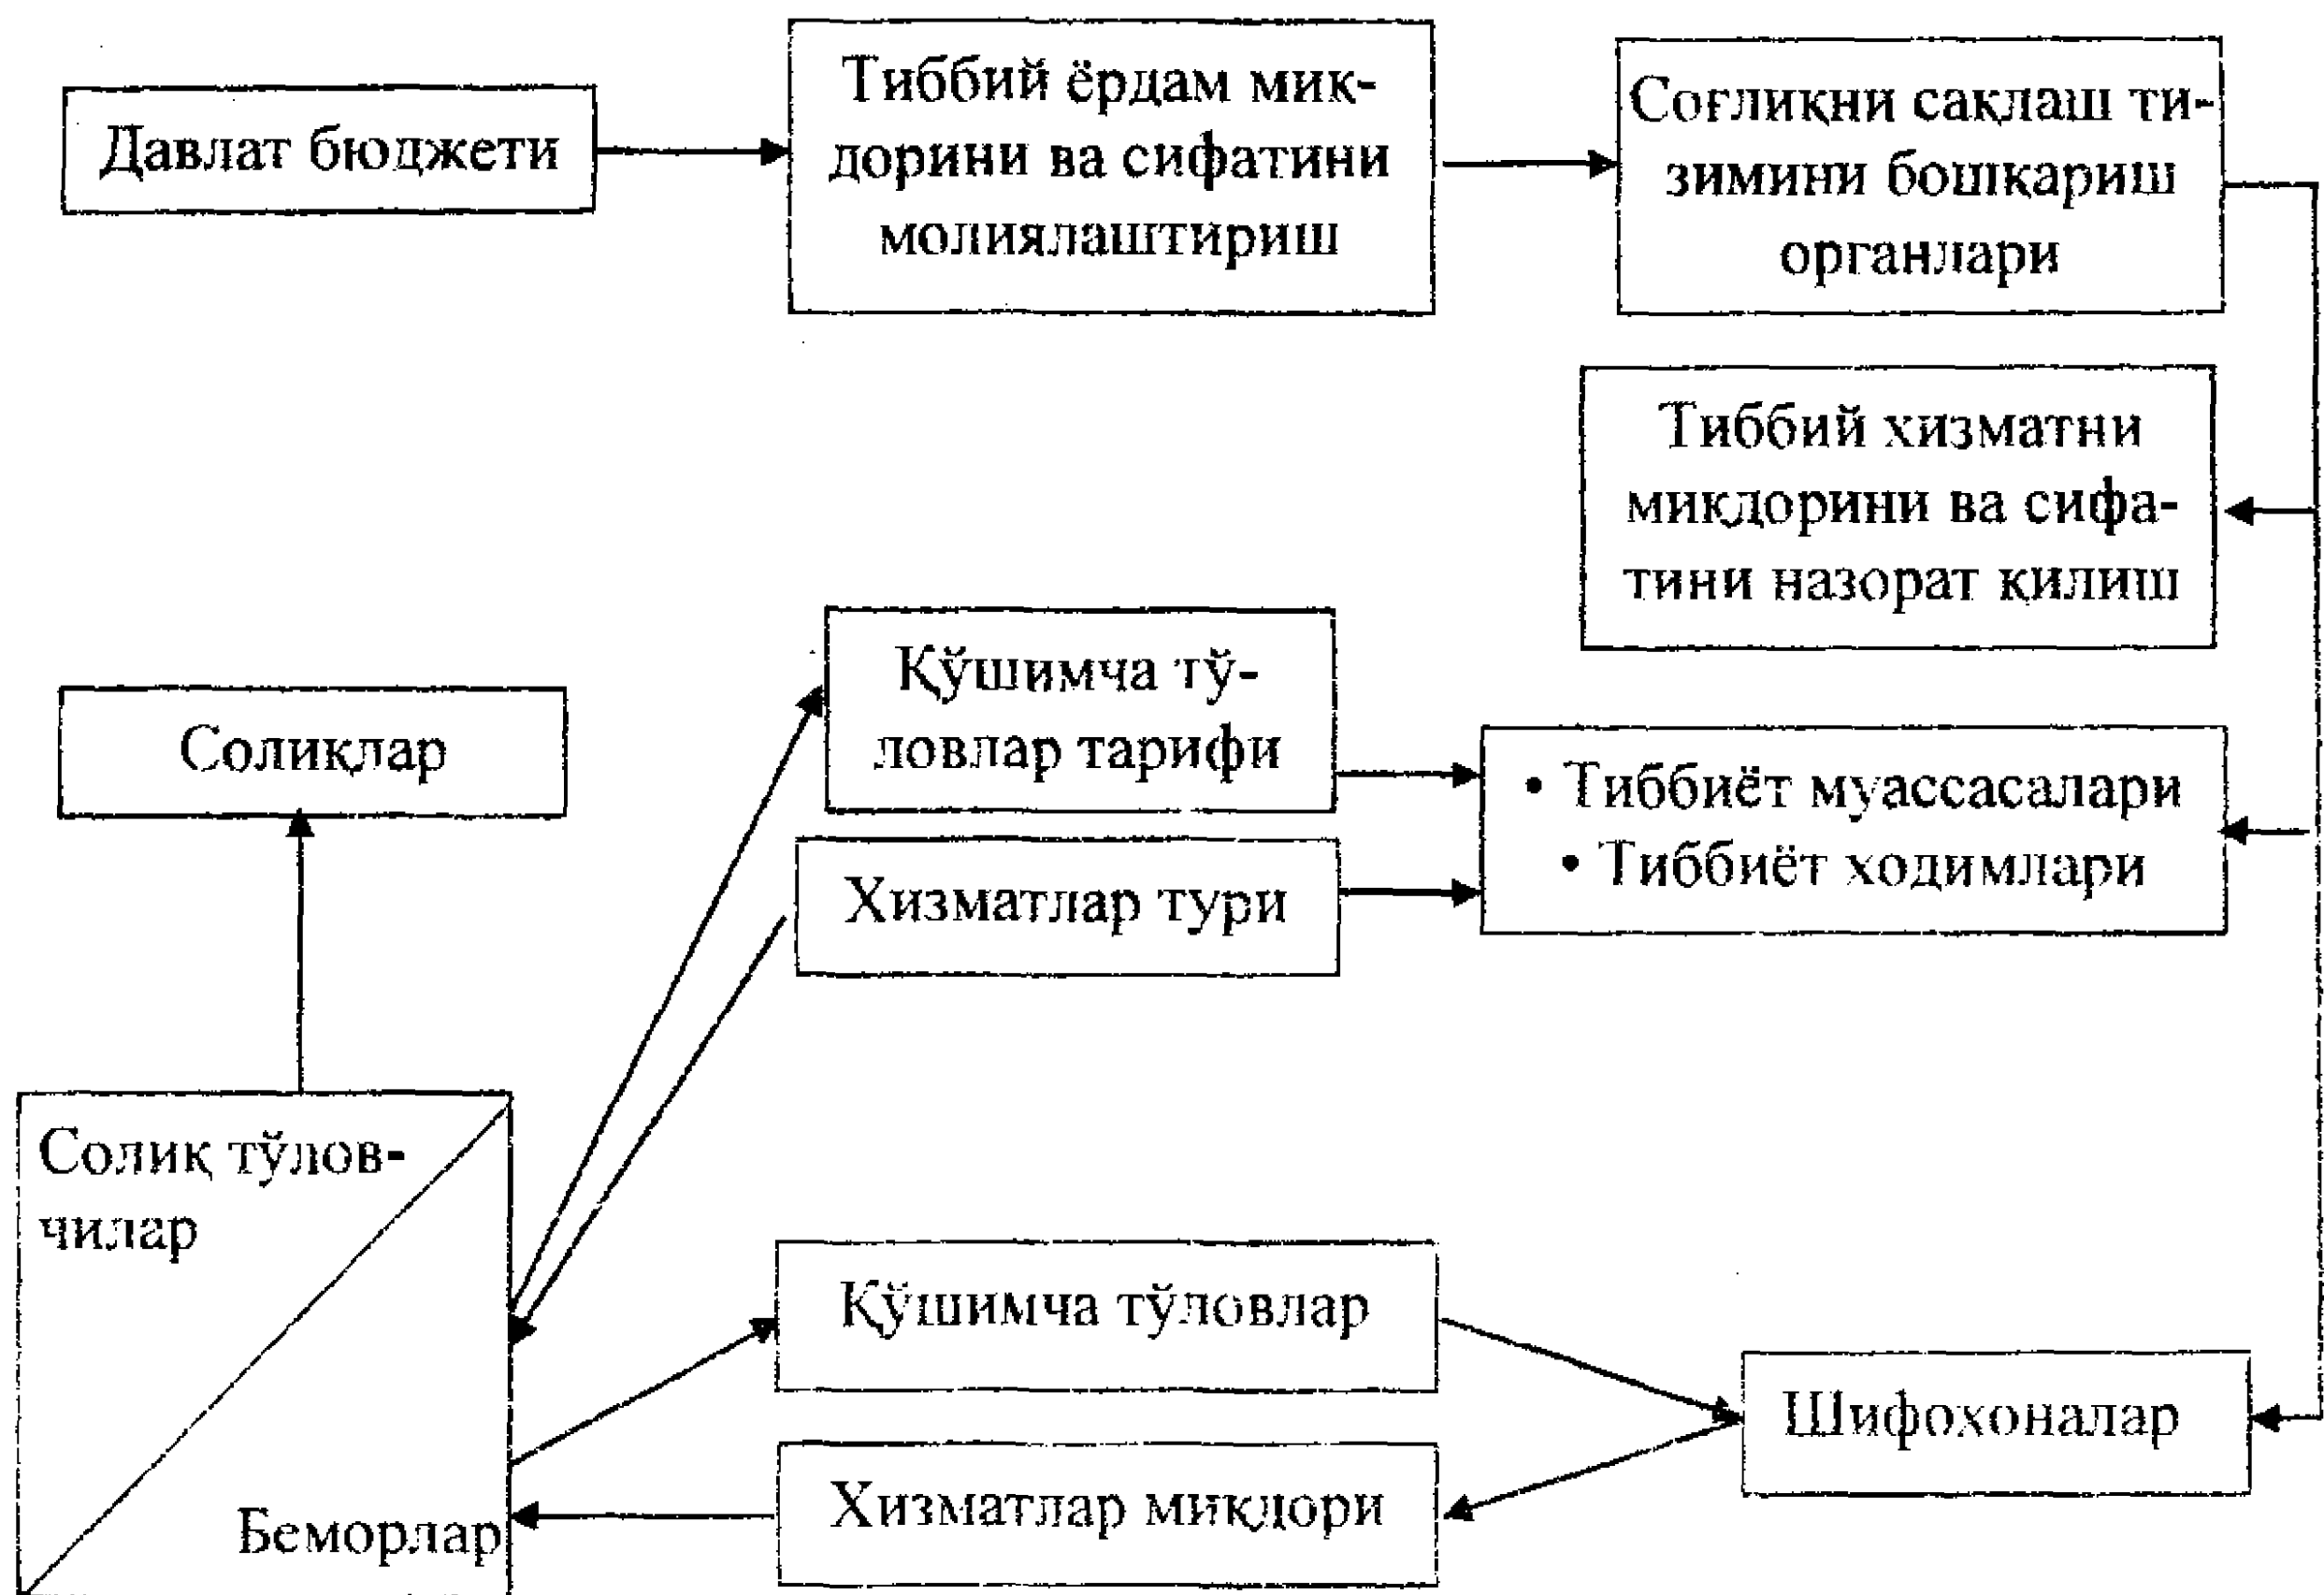 Давлат бюджети
Тиббий ёрдам миқ-
дорини ва сифатини
молиялаштириш
Соғлиқни сақлаш ти-
зимини бошқариш
органлари
Тиббий хизматни
миқдорини ва сифа-
тини назорат қилиш
Қўшимча тў-
ловлар тарифи
Солиқлар
• Тиббиёт муассасалари
• Тиббиёт ходимлари
Хизматлар тури
Солиқ тўлов-
чилар
Қўшимча тўловлар
Шифохоналар
Хизматлар миқдори
Беморлар